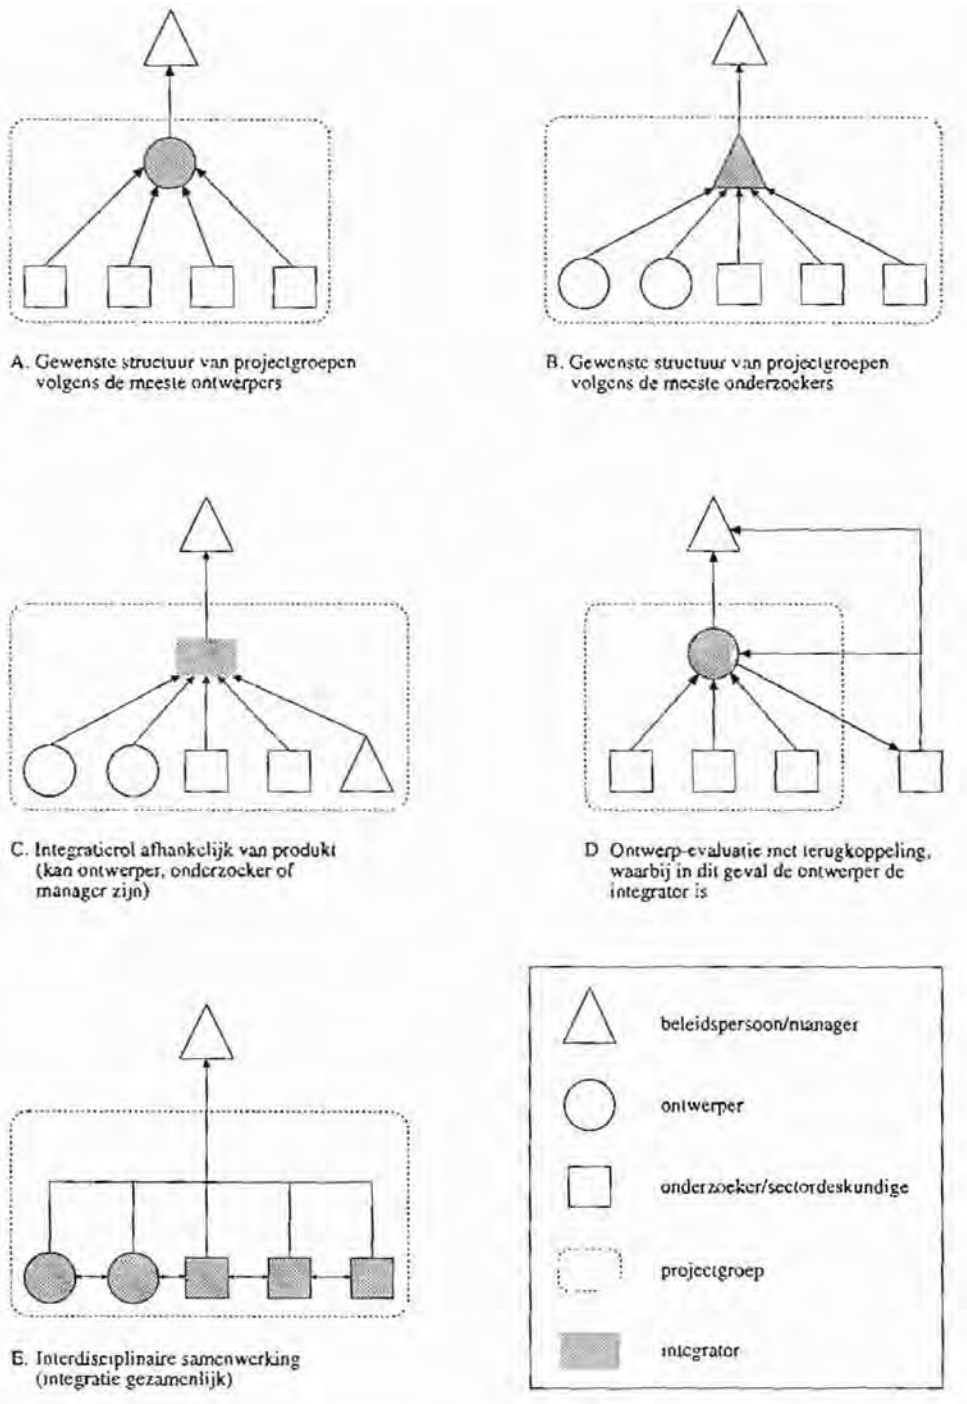 A. Gewenste structuur van projectgroepen
volgens de meeste ontwerpers
B. Gewenste structuur van projectgroepen
volgens de meeste onderzoekers
C. Integratierol afhankelijk van produkt
(kan ontwerper, onderzoeker of
manager zijn)
D Ontwerp-evaluatie met terugkoppeling,
waarbij in dit geval de ontwerper de
integrator is
E. Interdisciplinaire samenwerking
(integratie gezamenlijk)
beleidspersoon/manager
ontwerper
onderzoeker/sectordeskundige
projectgroep
integrator